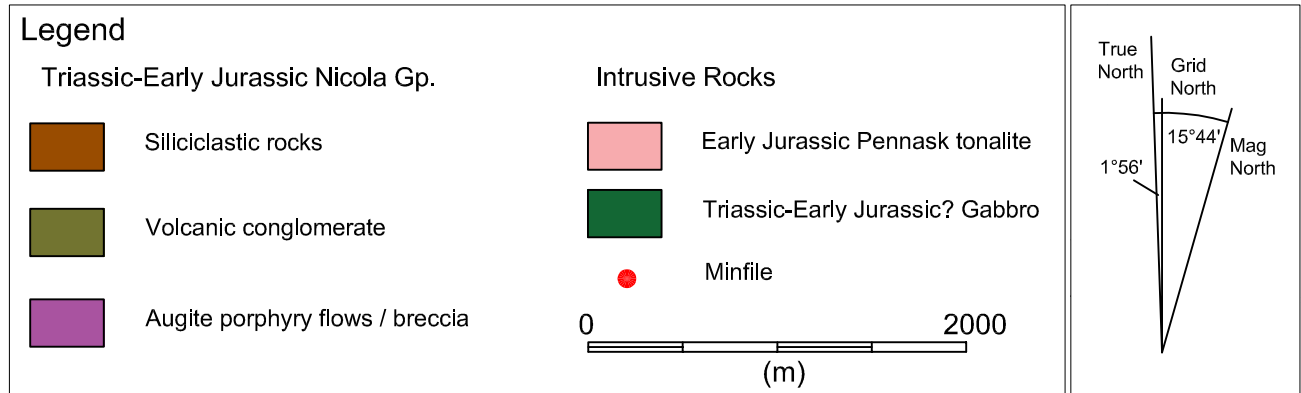 Legend
Triassic-Early Jurassic Nicola Gp.
Siliciclastic rocks
Volcanic conglomerate
Augite porphyry flows / breccia
Intrusive Rocks
Early Jurassic Pennask tonalite
Triassic-Early Jurassic? Gabbro
Minfile
0 2000
(m)
True
North
Grid
North
15°44'
Mag
North
1°56'